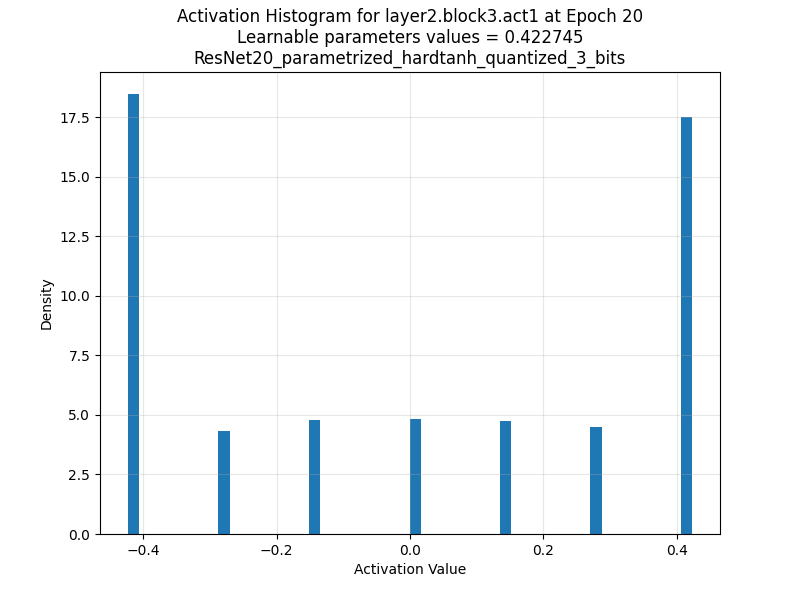 Activation Histogram for layer2.block3.act1 at Epoch 20
Learnable parameters values = 0.422745
ResNet20_parametrized_hardtanh_quantized_3_bits
17.5
15.0
12.5
10.0
7.5
5.0
2.5
0.0
Density
−0.4
−0.2
0.0
0.2
0.4
Activation Value